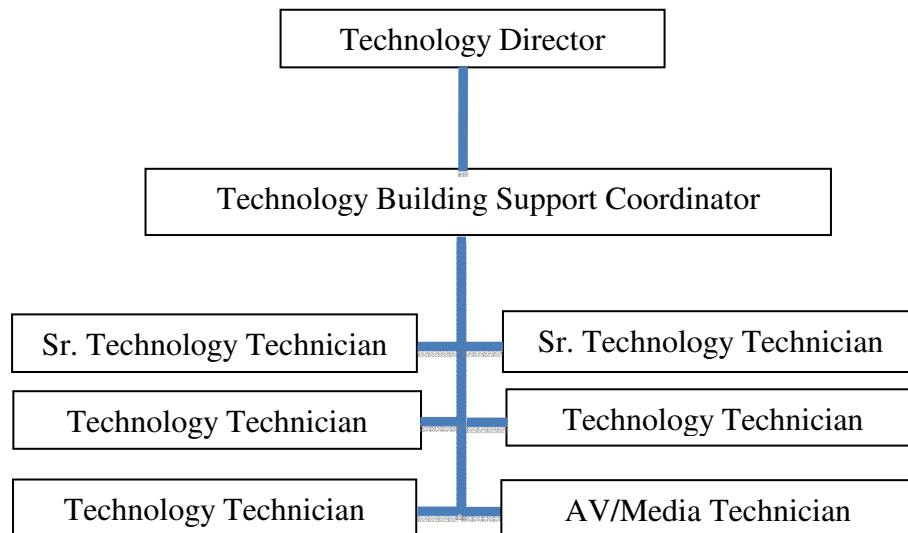 Technology Director
Technology Building Support Coordinator
Sr. Technology Technician
Sr. Technology Technician
Technology Technician
Technology Technician
Technology Technician
AV/Media Technician